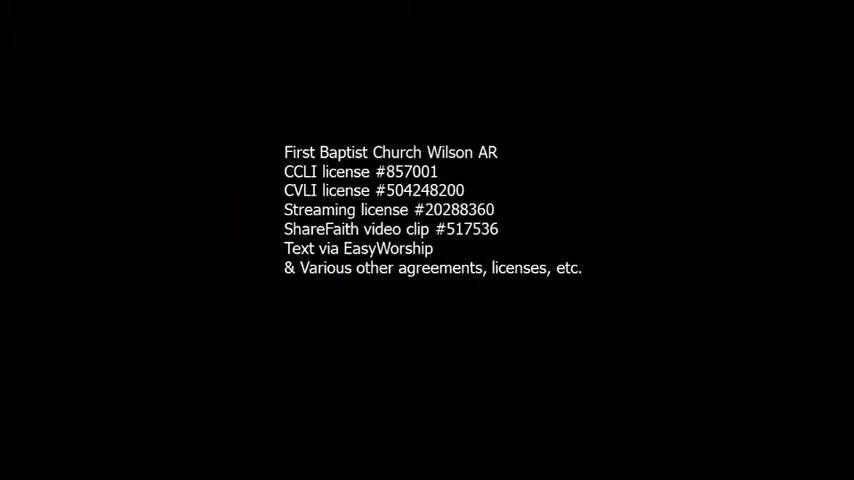 First Baptist Church Wilson AR
CCLI license #857001
CVLI license #504248200
Streaming license #20288360
ShareFaith video clip #517536
Text via EasyWorship
& Various other agreements, licenses, etc.